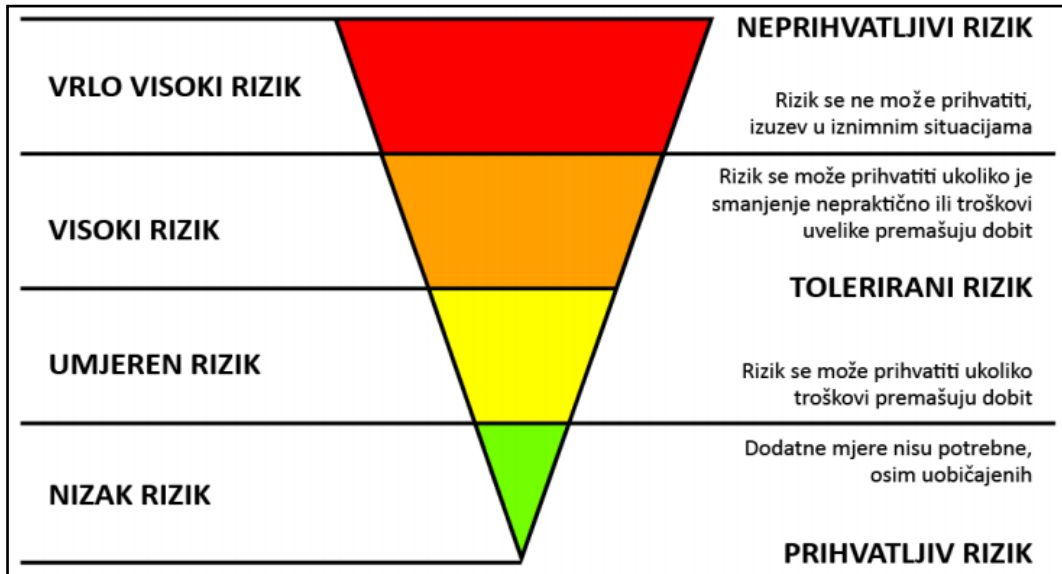 NEPRIHVATLJIVI RIZIK
VRLO VISOKI RIZIK
Rizik se ne može prihvatiti,
izuzev u iznimnim situacijama
Rizik se može prihvatiti ukoliko je
smanjenje nepraktično ili troškovi
uvelike premašuju dobit
VISOKI RIZIK
TOLERIRANI RIZIK
UMJEREN RIZIK
Rizik se može prihvatiti ukoliko
troškovi premašuju dobit
Dodatne mjere nisu potrebne,
osim uobičajenih
NIZAK RIZIK
PRIHVATLJIV RIZIK